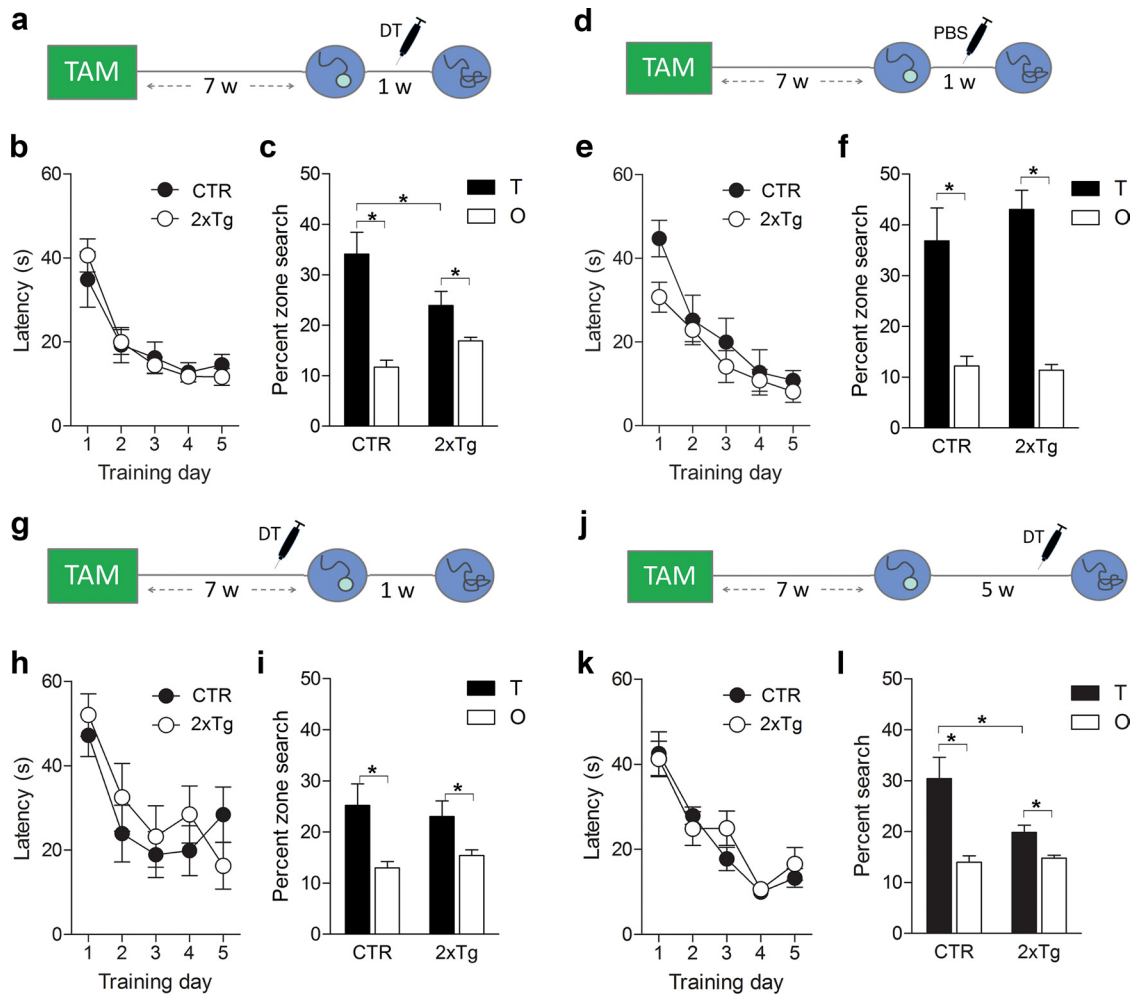 a
DT
TAM
7 w
1 w
d
PBS
TAM
7 w
1 w
b
60
40
20
0
Latency (s)
CTR
2xTg
1 2 3 4 5
Training day
c
50
40
30
20
10
0
Percent zone search
T
O
*
*
*
CTR 2xTg
e
60
40
20
0
Latency (s)
CTR
2xTg
1 2 3 4 5
Training day
f
50
40
30
20
10
0
Percent zone search
T
O
*
*
CTR 2xTg
g
DT
TAM
7 w
1 w
j
DT
TAM
7 w
5 w
h
60
40
20
0
Latency (s)
CTR
2xTg
1 2 3 4 5
Training day
i
50
40
30
20
10
0
Percent zone search
T
O
*
*
CTR 2xTg
k
60
40
20
0
Latency (s)
CTR
2xTg
1 2 3 4 5
Training day
l
50
40
30
20
10
0
Percent search
T
O
*
*
*
CTR 2xTg